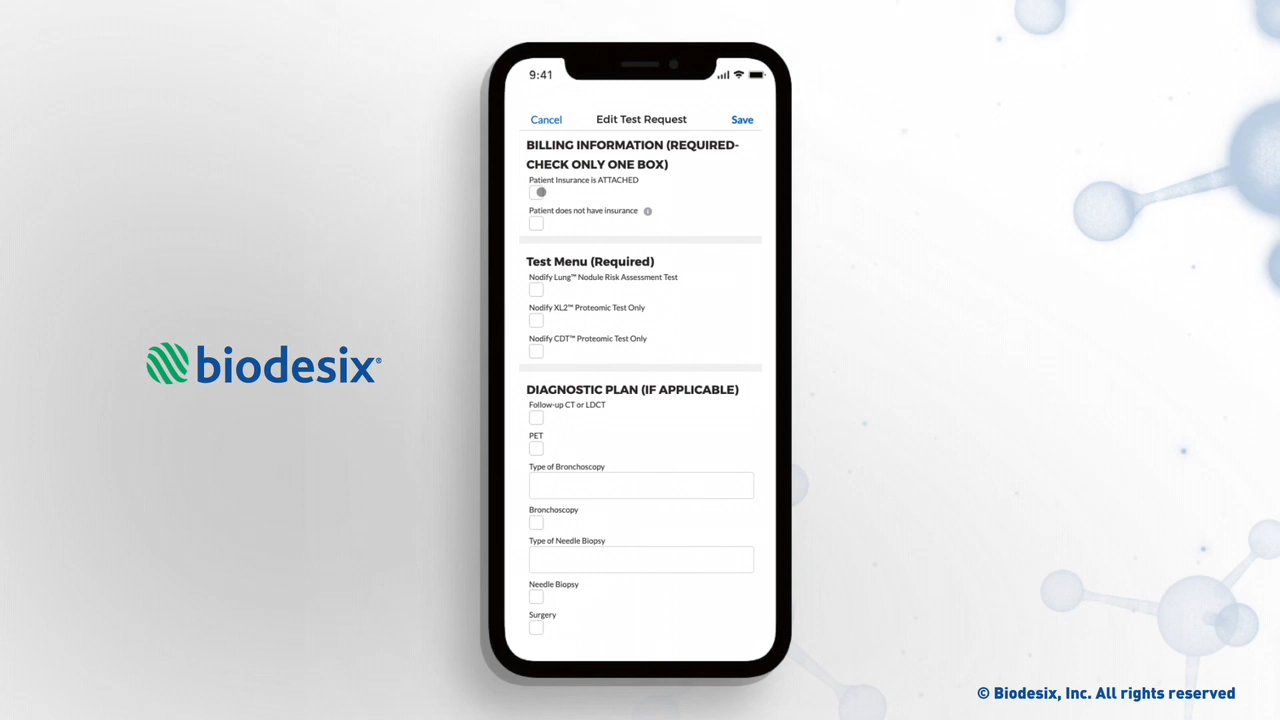 9:41
Cancel
Edit Test Request
Save
BILLING INFORMATION (REQUIRED-
CHECK ONLY ONE BOX)
Patient Insurance is ATTACHED
Patient does not have insurance
Test Menu (Required)
Nodify Lung™ Nodule Risk Assessment Test
Nodify XL2™ Proteomic Test Only
Nodify CDT™ Proteomic Test Only
DIAGNOSTIC PLAN (IF APPLICABLE)
Follow-up CT or LDCT
PET
Type of Bronchoscopy
Bronchoscopy
Type of Needle Biopsy
Needle Biopsy
Surgery
biodesix®
© Biodesix, Inc. All rights reserved